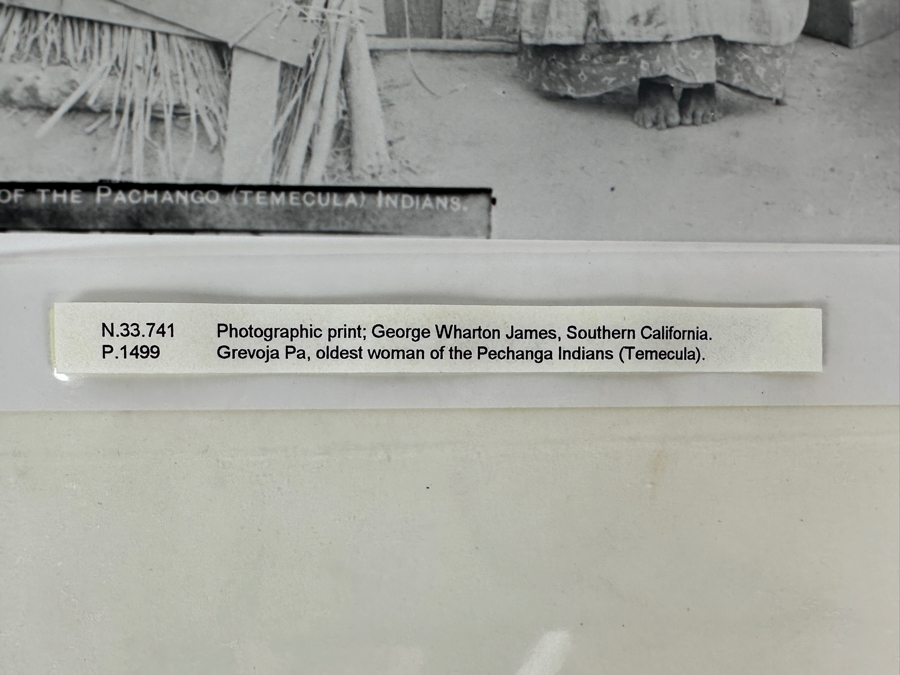 OF THE PACHANGO (TEMECULA) INDIANS.
N.33.741 Photographic print; George Wharton James, Southern California.
P.1499 Grevoja Pa, oldest woman of the Pechanga Indians (Temecula).